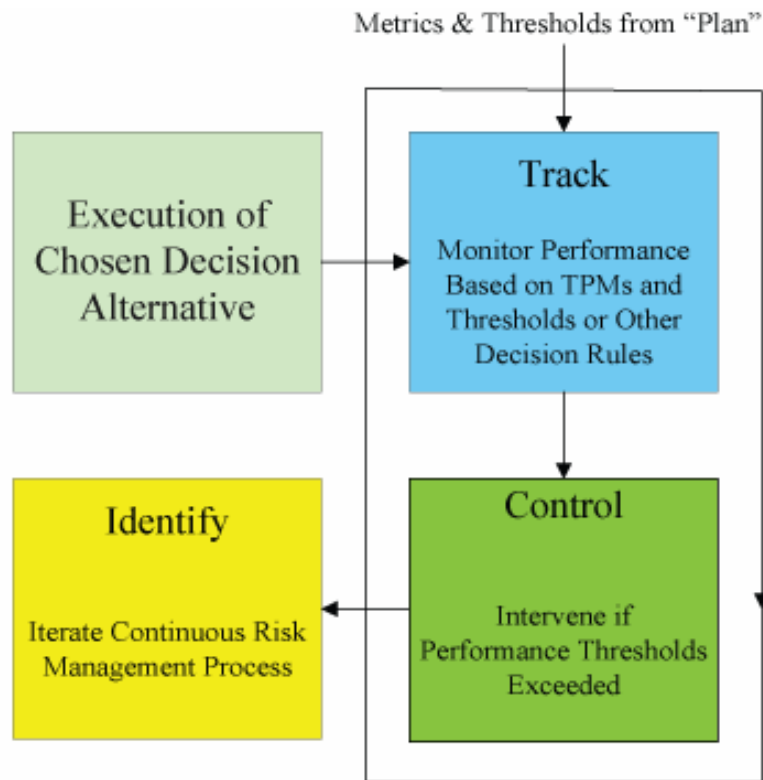 Metrics & Thresholds from “Plan”
Execution of
Chosen Decision
Alternative
Track
Monitor Performance
Based on TPMs and
Thresholds or Other
Decision Rules
Identify
Iterate Continuous Risk
Management Process
Control
Intervene if
Performance Thresholds
Exceeded